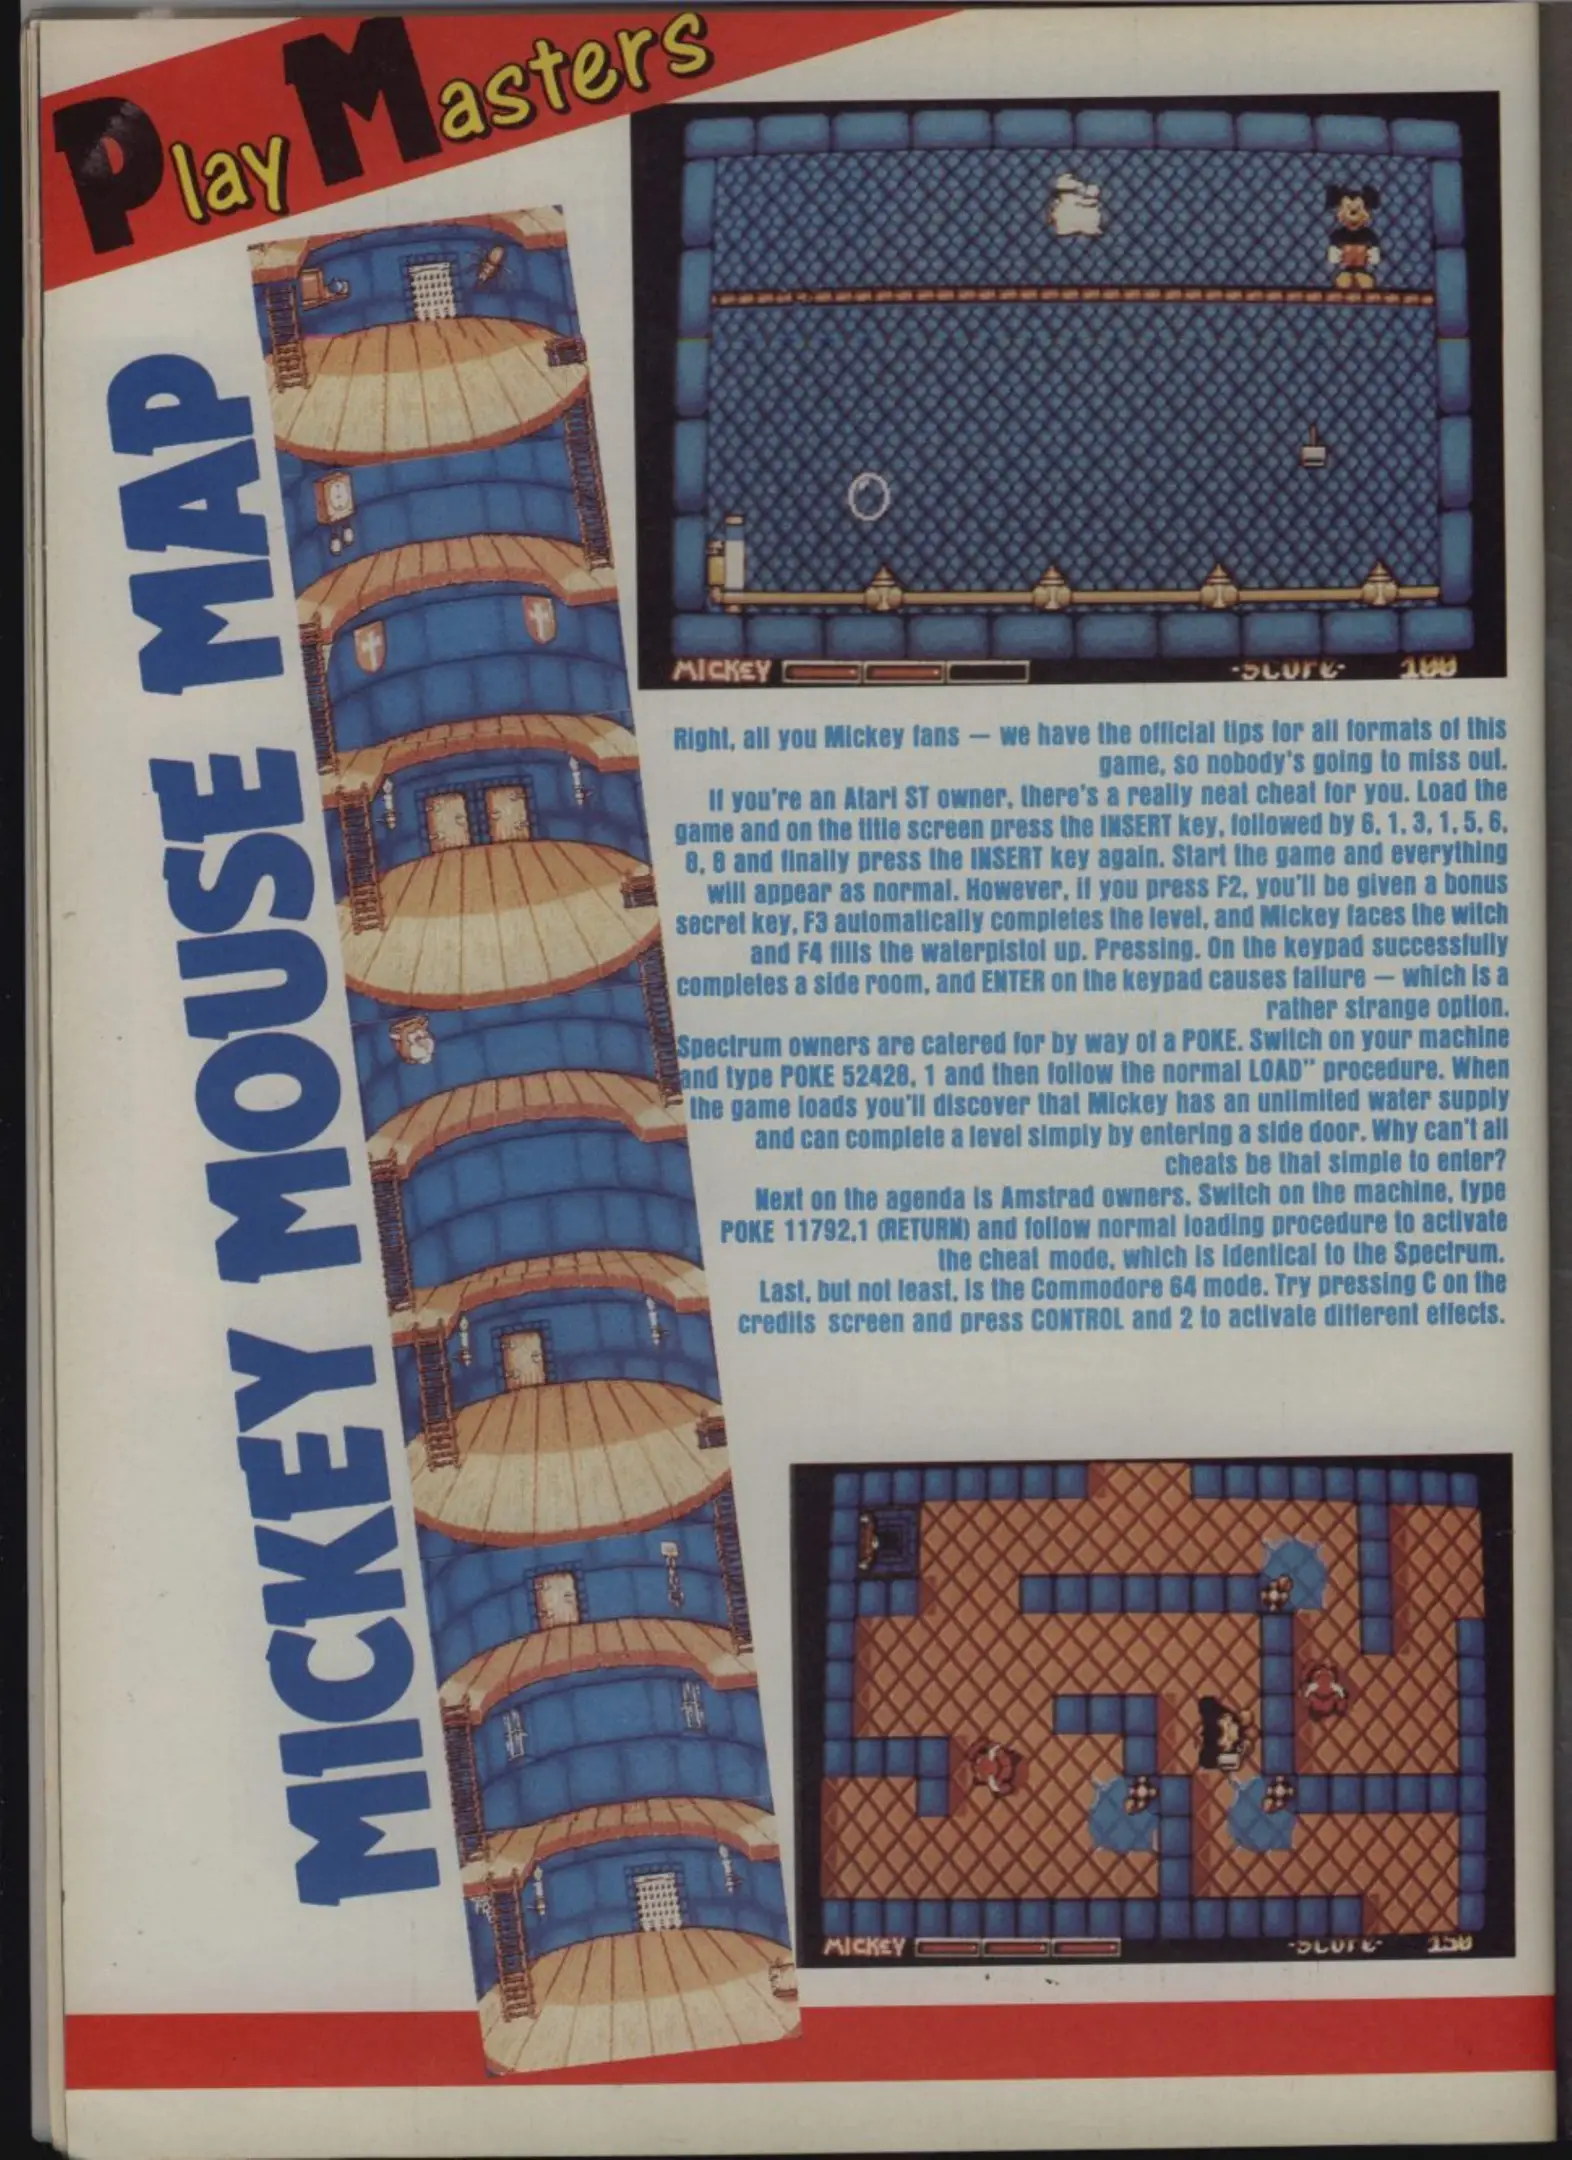 Play Masters
MICKEY MOUSE MAP
MICKEY
-Score- 100
Right, all you Mickey fans — we have the official tips for all formats of this
game, so nobody's going to miss out.
If you're an Atari ST owner, there's a really neat cheat for you. Load the
game and on the title screen press the INSERT key, followed by 6, 1, 3, 1, 5, 6,
8, 8 and finally press the INSERT key again. Start the game and everything
will appear as normal. However, if you press F2, you'll be given a bonus
secret key, F3 automatically completes the level, and Mickey faces the witch
and F4 fills the waterpistol up. Pressing. On the keypad successfully
completes a side room, and ENTER on the keypad causes failure — which is a
rather strange option.
Spectrum owners are catered for by way of a POKE. Switch on your machine
and type POKE 52428, 1 and then follow the normal LOAD" procedure. When
the game loads you'll discover that Mickey has an unlimited water supply
and can complete a level simply by entering a side door. Why can't all
cheats be that simple to enter?
Next on the agenda is Amstrad owners. Switch on the machine, type
POKE 11792,1 (RETURN) and follow normal loading procedure to activate
the cheat mode, which is identical to the Spectrum.
Last, but not least, is the Commodore 64 mode. Try pressing C on the
credits screen and press CONTROL and 2 to activate different effects.
MICKEY
-Score- 150